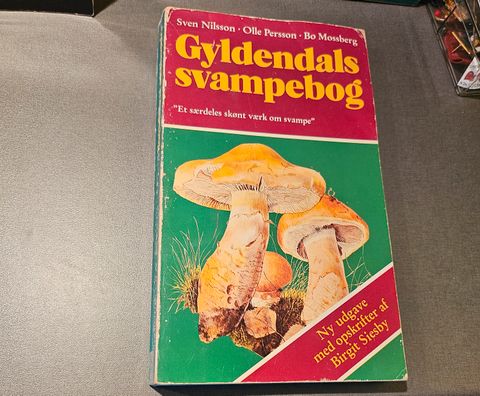 Sven Nilsson · Olle Persson · Bo Mossberg
Gyldendals
svampebog
"Et særdeles skønt værk om svampe"
Ny udgave
med opskrifter af
Birgit Siesby